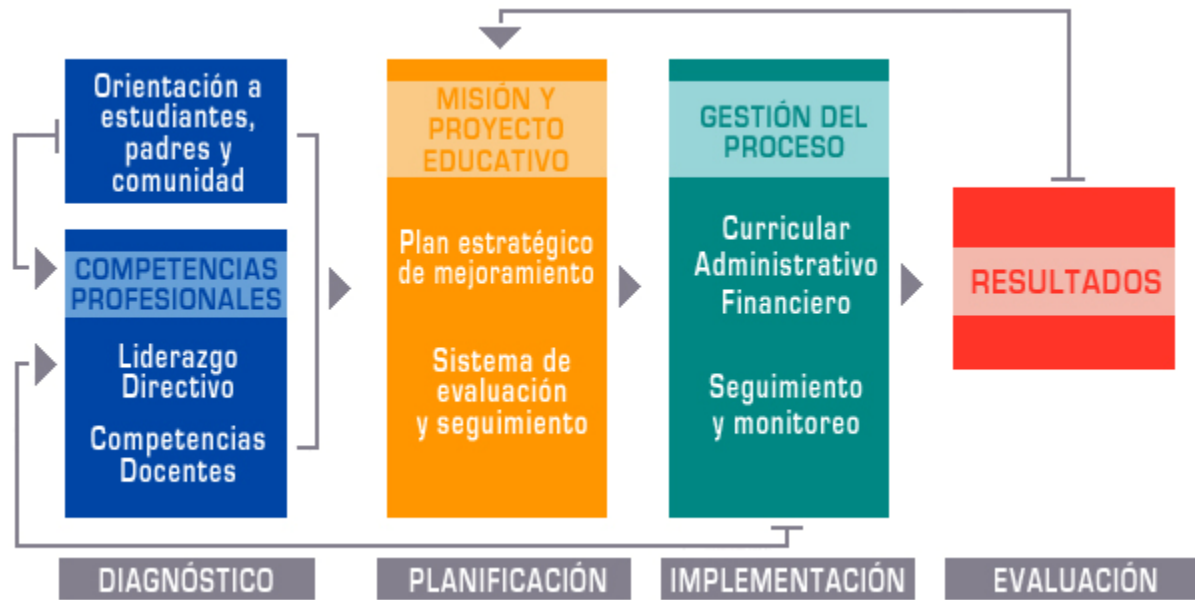 Orientación a
estudiantes,
padres y
comunidad
COMPETENCIAS
PROFESIONALES
Liderazgo
Directivo
Competencias
Docentes
MISIÓN Y
PROYECTO
EDUCATIVO
Plan estratégico
de mejoramiento
Sistema de
evaluación
y seguimiento
GESTIÓN DEL
PROCESO
Curricular
Administrativo
Financiero
Seguimiento
y monitoreo
RESULTADOS
DIAGNÓSTICO
PLANIFICACIÓN
IMPLEMENTACIÓN
EVALUACIÓN